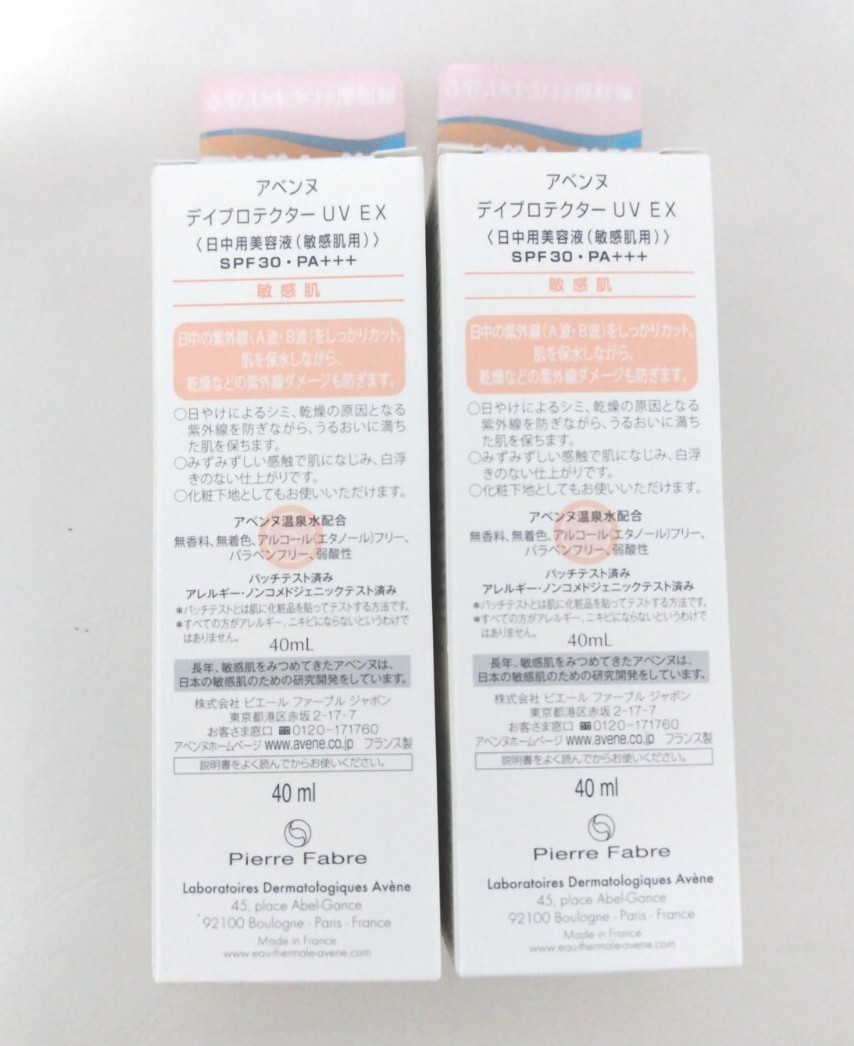 アベンヌ
デイプロテクター UV EX
〈日中用美容液(敏感肌用)〉
SPF30・PA+++
敏感肌
日中の紫外線(A波・B波)をしっかりカット。
肌を保水しながら、
乾燥などの紫外線ダメージも防ぎます。
○日やけによるシミ、乾燥の原因となる
紫外線を防ぎながら、うるおいに満ち
た肌を保ちます。
○みずみずしい感触で肌になじみ、白浮
きのない仕上がりです。
○化粧下地としてもお使いいただけます。
アベンヌ温泉水配合
無香料、無着色、アルコール(エタノール)フリー、
パラベンフリー、弱酸性
パッチテスト済み
アレルギー・ノンコメドジェニックテスト済み
*パッチテストとは肌に化粧品を貼ってテストする方法です。
*すべての方がアレルギー、ニキビにならないというわけで
はありません。
40mL
長年、敏感肌をみつめてきたアベンヌは、
日本の敏感肌のための研究開発をしています。
株式会社 ピエール ファーブル ジャポン
東京都港区赤坂2-17-7
お客さま窓口 0120-171760
アベンヌホームページ www.avene.co.jp フランス製
説明書をよく読んでからお使いください。
40 ml
Pierre Fabre
Laboratoires Dermatologiques Avène
45, place Abel-Gance
92100 Boulogne - Paris - France
Made in France
www.eau-thermale-avene.com
アベンヌ
デイプロテクター UV EX
〈日中用美容液(敏感肌用)〉
SPF30・PA+++
敏感肌
日中の紫外線(A波・B波)をしっかりカット。
肌を保水しながら、
乾燥などの紫外線ダメージも防ぎます。
○日やけによるシミ、乾燥の原因となる
紫外線を防ぎながら、うるおいに満ち
た肌を保ちます。
○みずみずしい感触で肌になじみ、白浮
きのない仕上がりです。
○化粧下地としてもお使いいただけます。
アベンヌ温泉水配合
無香料、無着色、アルコール(エタノール)フリー、
パラベンフリー、弱酸性
パッチテスト済み
アレルギー・ノンコメドジェニックテスト済み
*パッチテストとは肌に化粧品を貼ってテストする方法です。
*すべての方がアレルギー、ニキビにならないというわけで
はありません。
40mL
長年、敏感肌をみつめてきたアベンヌは、
日本の敏感肌のための研究開発をしています。
株式会社 ピエール ファーブル ジャポン
東京都港区赤坂2-17-7
お客さま窓口 0120-171760
アベンヌホームページ www.avene.co.jp フランス製
説明書をよく読んでからお使いください。
40 ml
Pierre Fabre
Laboratoires Dermatologiques Avène
45, place Abel-Gance
92100 Boulogne - Paris - France
Made in France
www.eau-thermale-avene.com